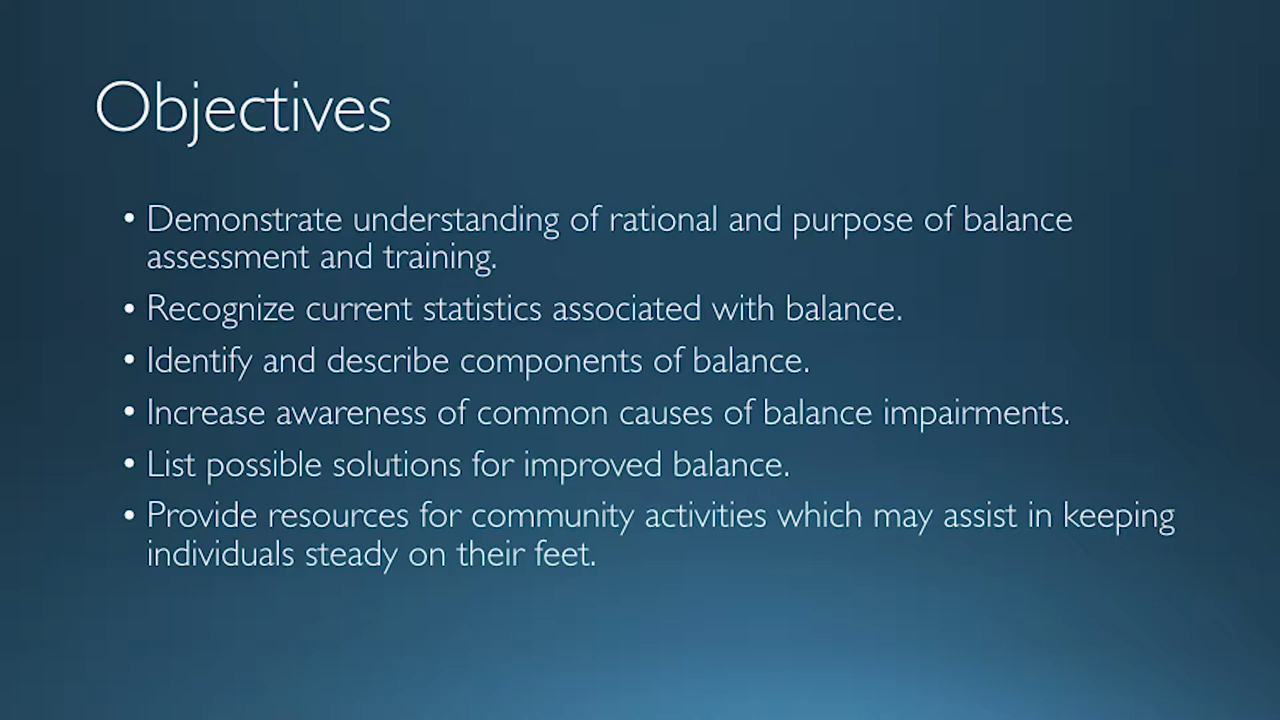 Objectives
• Demonstrate understanding of rational and purpose of balance
assessment and training.
• Recognize current statistics associated with balance.
• Identify and describe components of balance.
• Increase awareness of common causes of balance impairments.
• List possible solutions for improved balance.
• Provide resources for community activities which may assist in keeping
individuals steady on their feet.